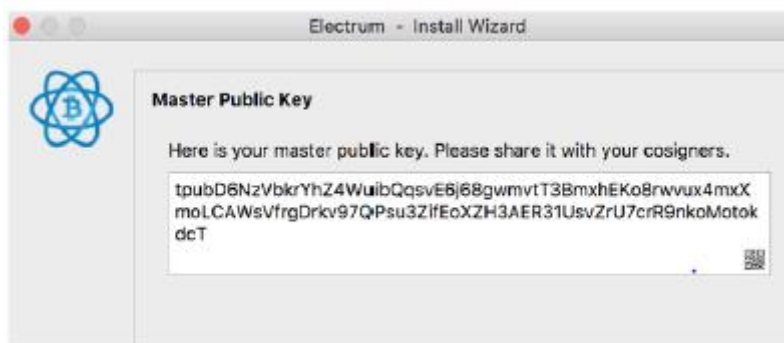 Electrum - Install Wizard
Master Public Key
Here is your master public key. Please share it with your cosigners.
tpubD6NzVbkrYhZ4WuibQqsvE6j68gwmvtT3BmxhEKo8rwvux4mxX
moLCAWsVfrgDrkv97QPsu3ZifEoXZH3AER31UsvZrU7crR9nkoMotok
dcT